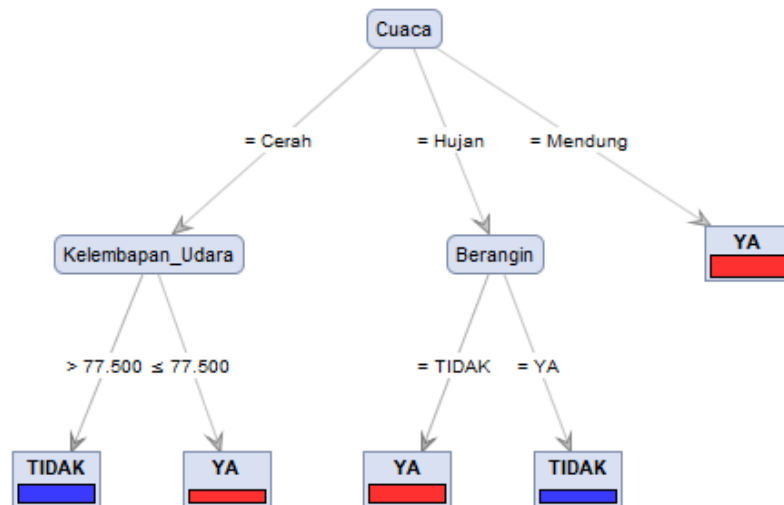 Cuaca
= Cerah
= Hujan
= Mendung
Kelembapan_Udara
Berangin
YA
> 77.500
≤ 77.500
= TIDAK
= YA
TIDAK
YA
YA
TIDAK